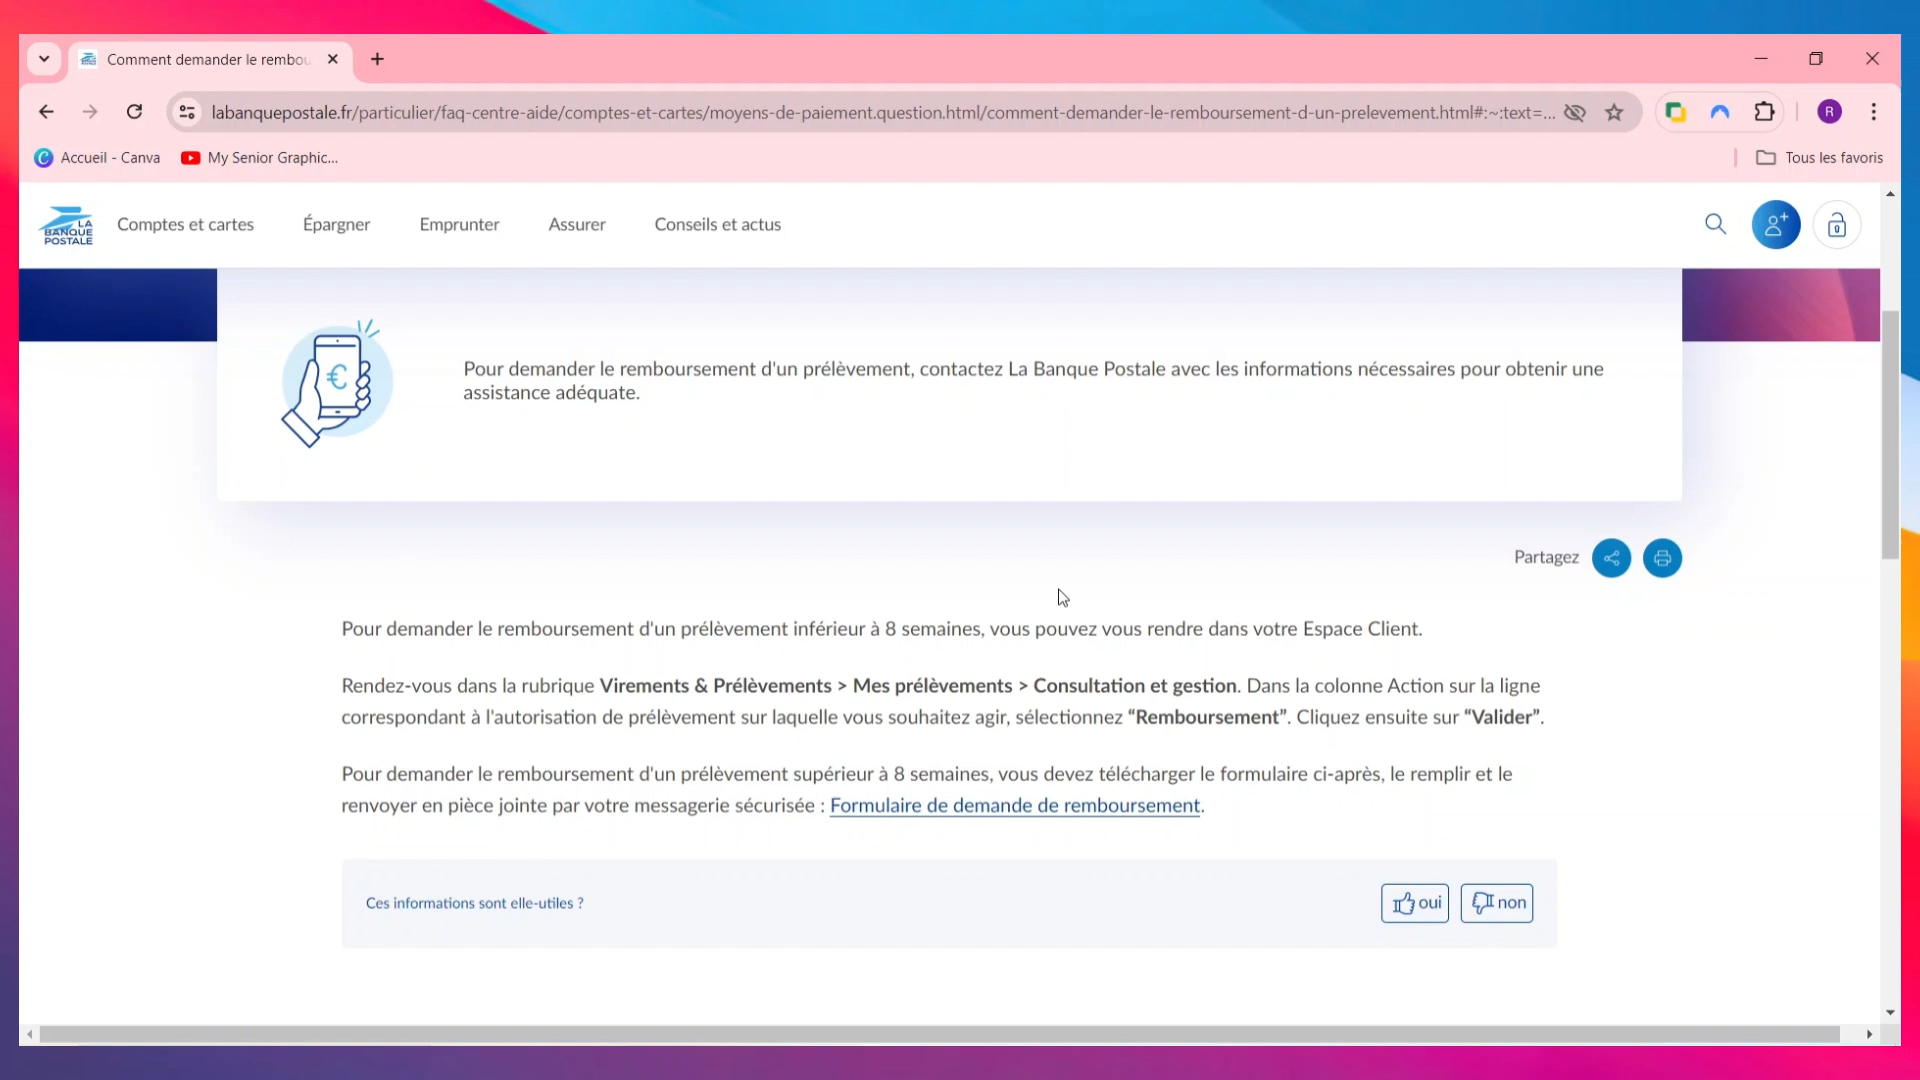 Comment demander le rembou
labanquepostale.fr/particulier/faq-centre-aide/comptes-et-cartes/moyens-de-paiement.question.html/comment-demander-le-remboursement-d-un-prelevement.html#:~:text=...
R
Accueil - Canva
My Senior Graphic...
Tous les favoris
LA
BANQUE
POSTALE
Comptes et cartes
Épargner
Emprunter
Assurer
Conseils et actus
€
Pour demander le remboursement d'un prélèvement, contactez La Banque Postale avec les informations nécessaires pour obtenir une
assistance adéquate.
Partagez
Pour demander le remboursement d'un prélèvement inférieur à 8 semaines, vous pouvez vous rendre dans votre Espace Client.
Rendez-vous dans la rubrique Virements & Prélèvements > Mes prélèvements > Consultation et gestion. Dans la colonne Action sur la ligne
correspondant à l'autorisation de prélèvement sur laquelle vous souhaitez agir, sélectionnez “Remboursement”. Cliquez ensuite sur “Valider”.
Pour demander le remboursement d'un prélèvement supérieur à 8 semaines, vous devez télécharger le formulaire ci-après, le remplir et le
renvoyer en pièce jointe par votre messagerie sécurisée : Formulaire de demande de remboursement.
Ces informations sont elle-utiles ?
oui
non